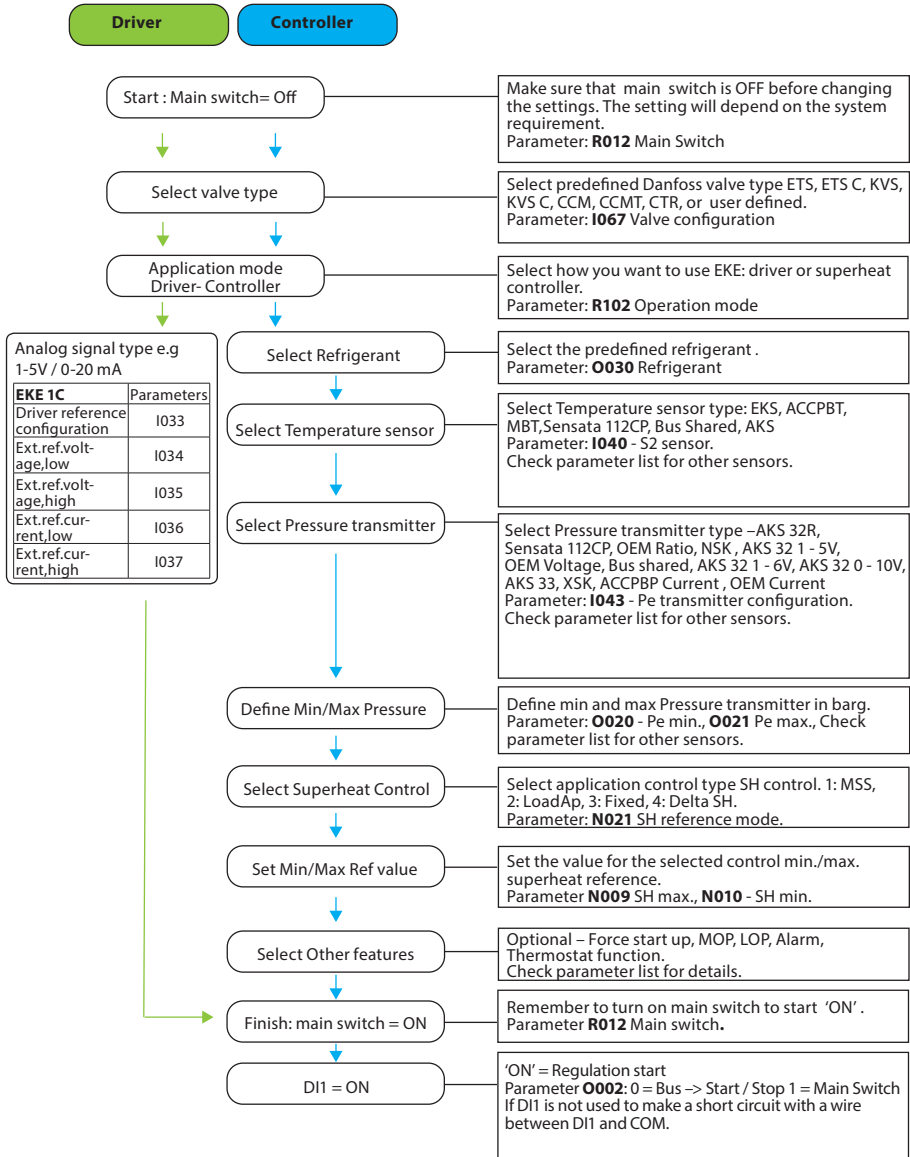 Driver
Controller
Start : Main switch= Off
Make sure that main switch is OFF before changing
the settings. The setting will depend on the system
requirement.
Parameter: R012 Main Switch
Select valve type
Select predefined Danfoss valve type ETS, ETS C, KVS,
KVS C, CCM, CCMT, CTR, or user defined.
Parameter: I067 Valve configuration
Application mode
Driver- Controller
Select how you want to use EKE: driver or superheat
controller.
Parameter: R102 Operation mode
Analog signal type e.g
1-5V / 0-20 mA
EKE 1C Parameters
Driver reference
configuration I033
Ext.ref.volt-
age,low I034
Ext.ref.volt-
age,high I035
Ext.ref.cur-
rent,low I036
Ext.ref.cur-
rent,high I037
Select Refrigerant
Select the predefined refrigerant .
Parameter: O030 Refrigerant
Select Temperature sensor
Select Temperature sensor type: EKS, ACCPBT,
MBT,Sensata 112CP, Bus Shared, AKS
Parameter: I040 - S2 sensor.
Check parameter list for other sensors.
Select Pressure transmitter
Select Pressure transmitter type –AKS 32R,
Sensata 112CP, OEM Ratio, NSK , AKS 32 1 - 5V,
OEM Voltage, Bus shared, AKS 32 1 - 6V, AKS 32 0 - 10V,
AKS 33, XSK, ACCPBP Current , OEM Current
Parameter: I043 - Pe transmitter configuration.
Check parameter list for other sensors.
Define Min/Max Pressure
Define min and max Pressure transmitter in barg.
Parameter: O020 - Pe min., O021 Pe max., Check
parameter list for other sensors.
Select Superheat Control
Select application control type SH control. 1: MSS,
2: LoadAp, 3: Fixed, 4: Delta SH.
Parameter: N021 SH reference mode.
Set Min/Max Ref value
Set the value for the selected control min./max.
superheat reference.
Parameter N009 SH max., N010 - SH min.
Select Other features
Optional – Force start up, MOP, LOP, Alarm,
Thermostat function.
Check parameter list for details.
Finish: main switch = ON
Remember to turn on main switch to start 'ON' .
Parameter R012 Main switch.
DI1 = ON
'ON' = Regulation start
Parameter O002: 0 = Bus –> Start / Stop 1 = Main Switch
If DI1 is not used to make a short circuit with a wire
between DI1 and COM.